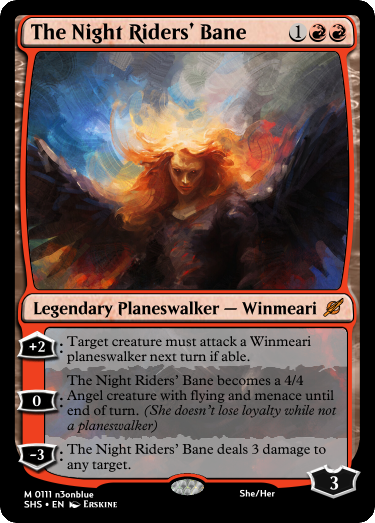 The Night Riders' Bane 1
Legendary Planeswalker — Winmeari
+2 : Target creature must attack a Winmeari
planeswalker next turn if able.
The Night Riders' Bane becomes a 4/4
0 : Angel creature with flying and menace until
end of turn. (She doesn't lose loyalty while not
a planeswalker)
-3 : The Night Riders' Bane deals 3 damage to
any target.
3
M 0111 n3onblue She/Her
SHS • EN Erskine